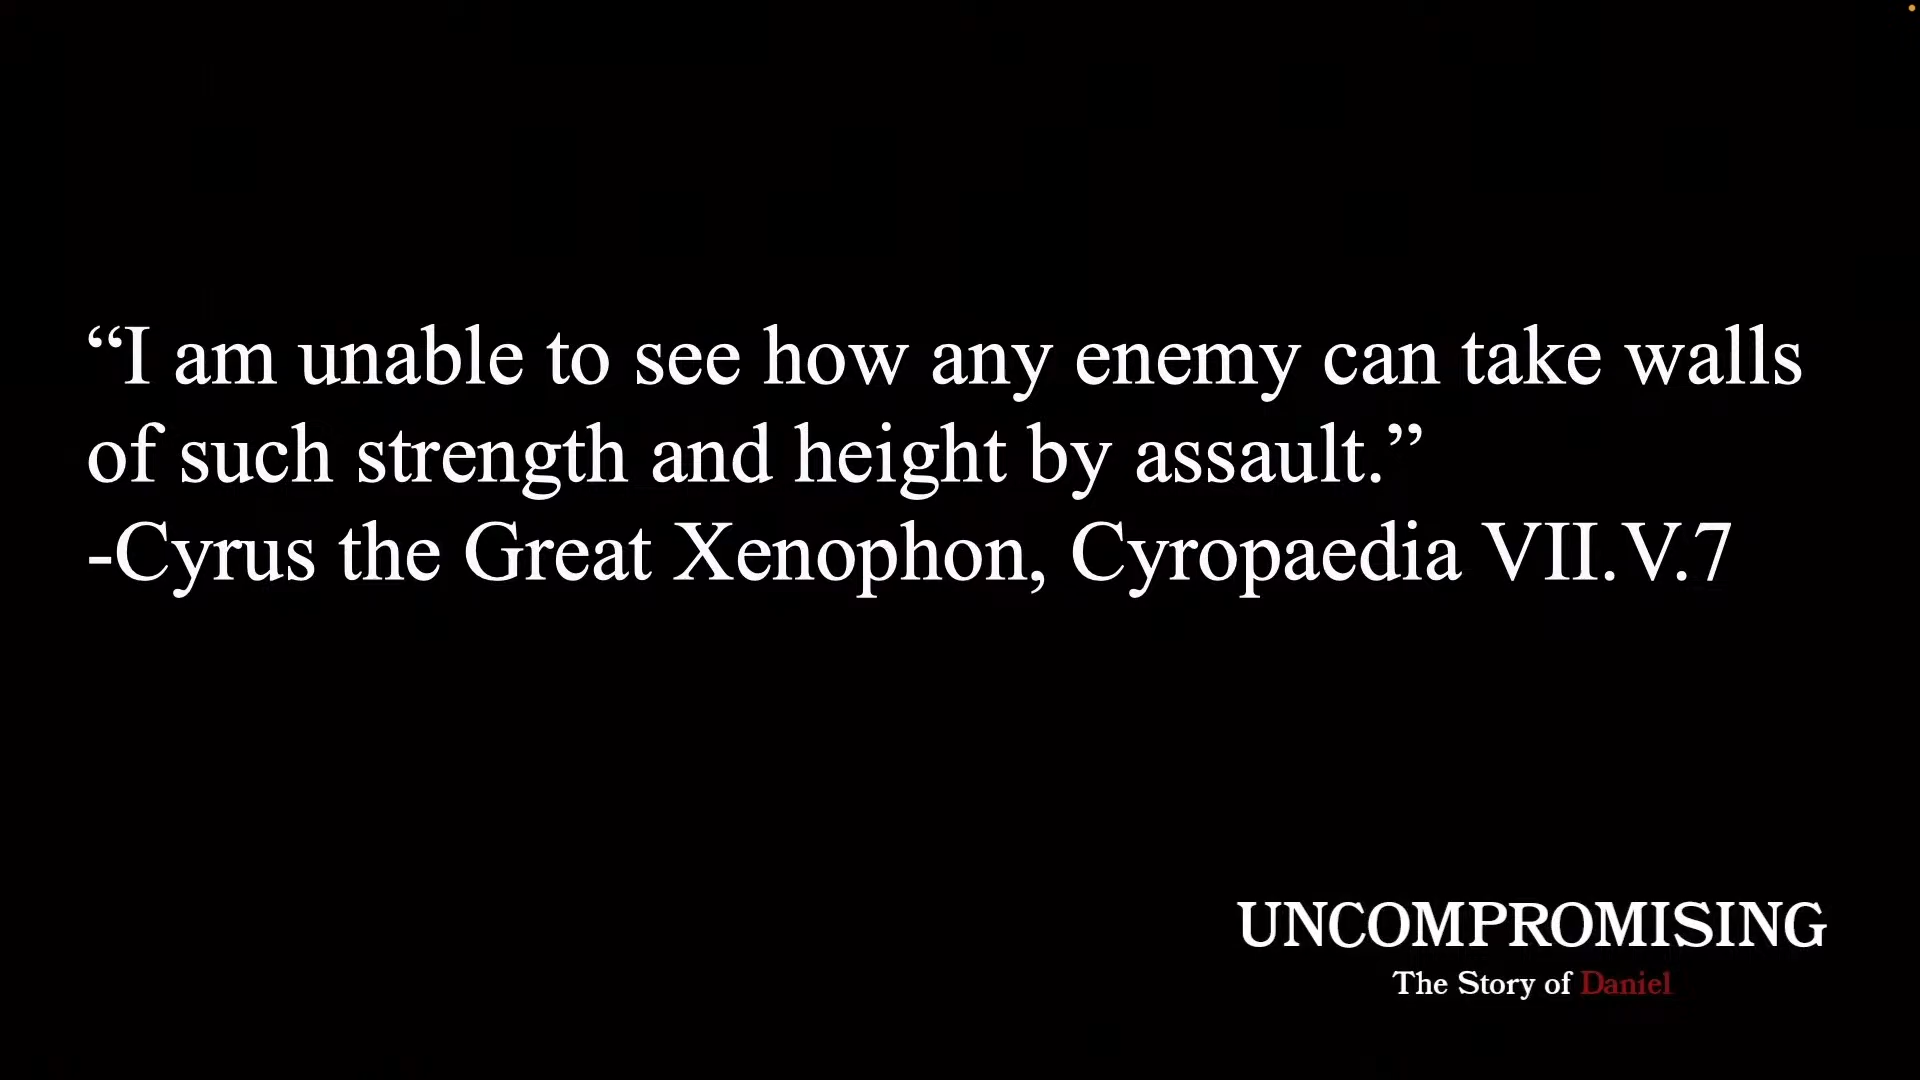 “I am unable to see how any enemy can take walls
of such strength and height by assault.”
-Cyrus the Great Xenophon, Cyropaedia VII.V.7
UNCOMPROMISING
The Story of Daniel